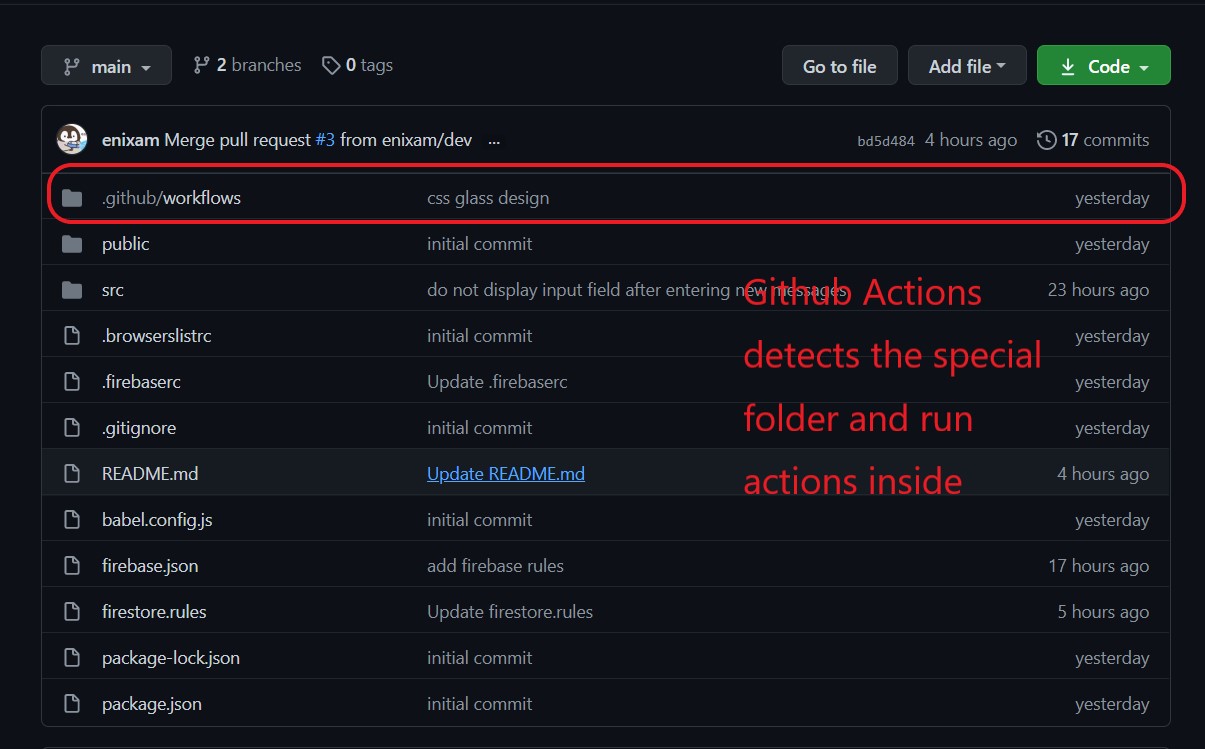 main
2 branches
0 tags
Go to file
Add file
Code
enixam Merge pull request #3 from enixam/dev ...
bd5d484 4 hours ago
17 commits
.github/workflows css glass design yesterday
public initial commit yesterday
src do not display input field after entering new messages 23 hours ago
.browserslistrc initial commit yesterday
.firebaserc Update .firebaserc yesterday
.gitignore initial commit yesterday
README.md Update README.md 4 hours ago
babel.config.js initial commit yesterday
firebase.json add firebase rules 17 hours ago
firestore.rules Update firestore.rules 5 hours ago
package-lock.json initial commit yesterday
package.json initial commit yesterday
Github Actions
detects the special
folder and run
actions inside